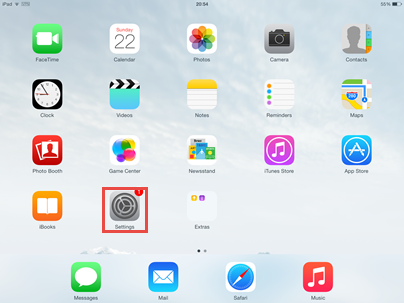 iPad
VPN
20:54
55%
Sunday
22
FaceTime
Calendar
Photos
Camera
Contacts
Clock
Videos
Notes
Reminders
Maps
Photo Booth
Game Center
Newsstand
iTunes Store
App Store
1
iBooks
Settings
Extras
Messages
Mail
Safari
Music